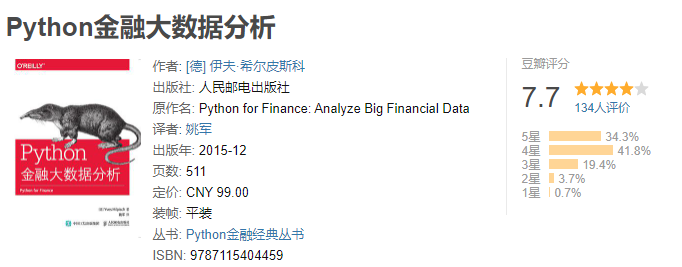 Python金融大数据分析
O'REILLY
Python
金融大数据分析
Python for Finance
作者: [德] 伊夫·希尔皮斯科
出版社: 人民邮电出版社
原作名: Python for Finance: Analyze Big Financial Data
译者: 姚军
出版年: 2015-12
页数: 511
定价: CNY 99.00
装帧: 平装
丛书: Python金融经典丛书
ISBN: 9787115404459
豆瓣评分
7.7
134人评价
5星 34.3%
4星 41.8%
3星 19.4%
2星 3.7%
1星 0.7%